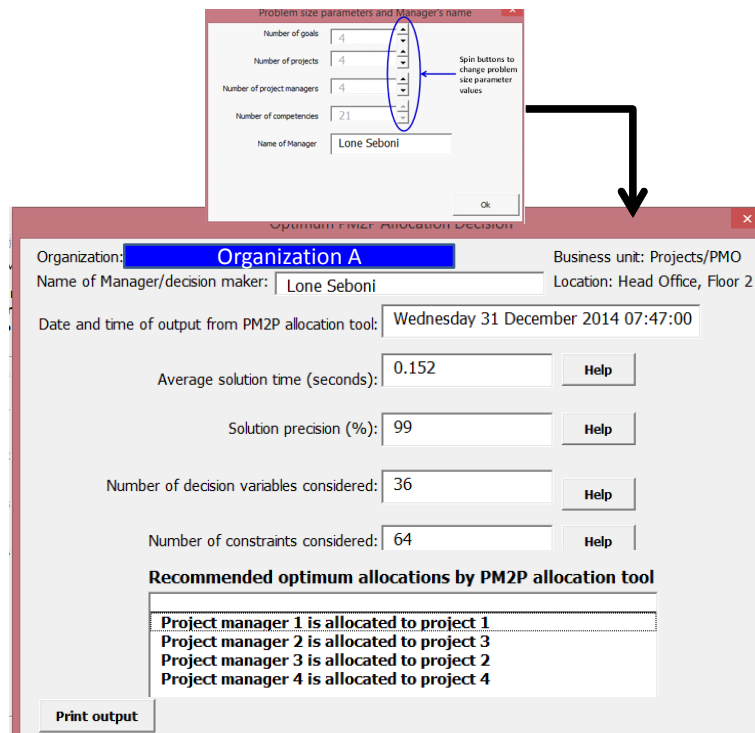 Problem size parameters and Manager's name
Number of goals 4
Number of projects 4
Number of project managers 4
Number of competencies 21
Spin buttons to
change problem
size parameter
values
Name of Manager Lone Seboni
Ok
Optimum PM2P Allocation Decision
Organization: Organization A Business unit: Projects/PMO
Name of Manager/decision maker: Lone Seboni Location: Head Office, Floor 2
Date and time of output from PM2P allocation tool: Wednesday 31 December 2014 07:47:00
Average solution time (seconds): 0.152 Help
Solution precision (%): 99 Help
Number of decision variables considered: 36 Help
Number of constraints considered: 64 Help
Recommended optimum allocations by PM2P allocation tool
Project manager 1 is allocated to project 1
Project manager 2 is allocated to project 3
Project manager 3 is allocated to project 2
Project manager 4 is allocated to project 4
Print output